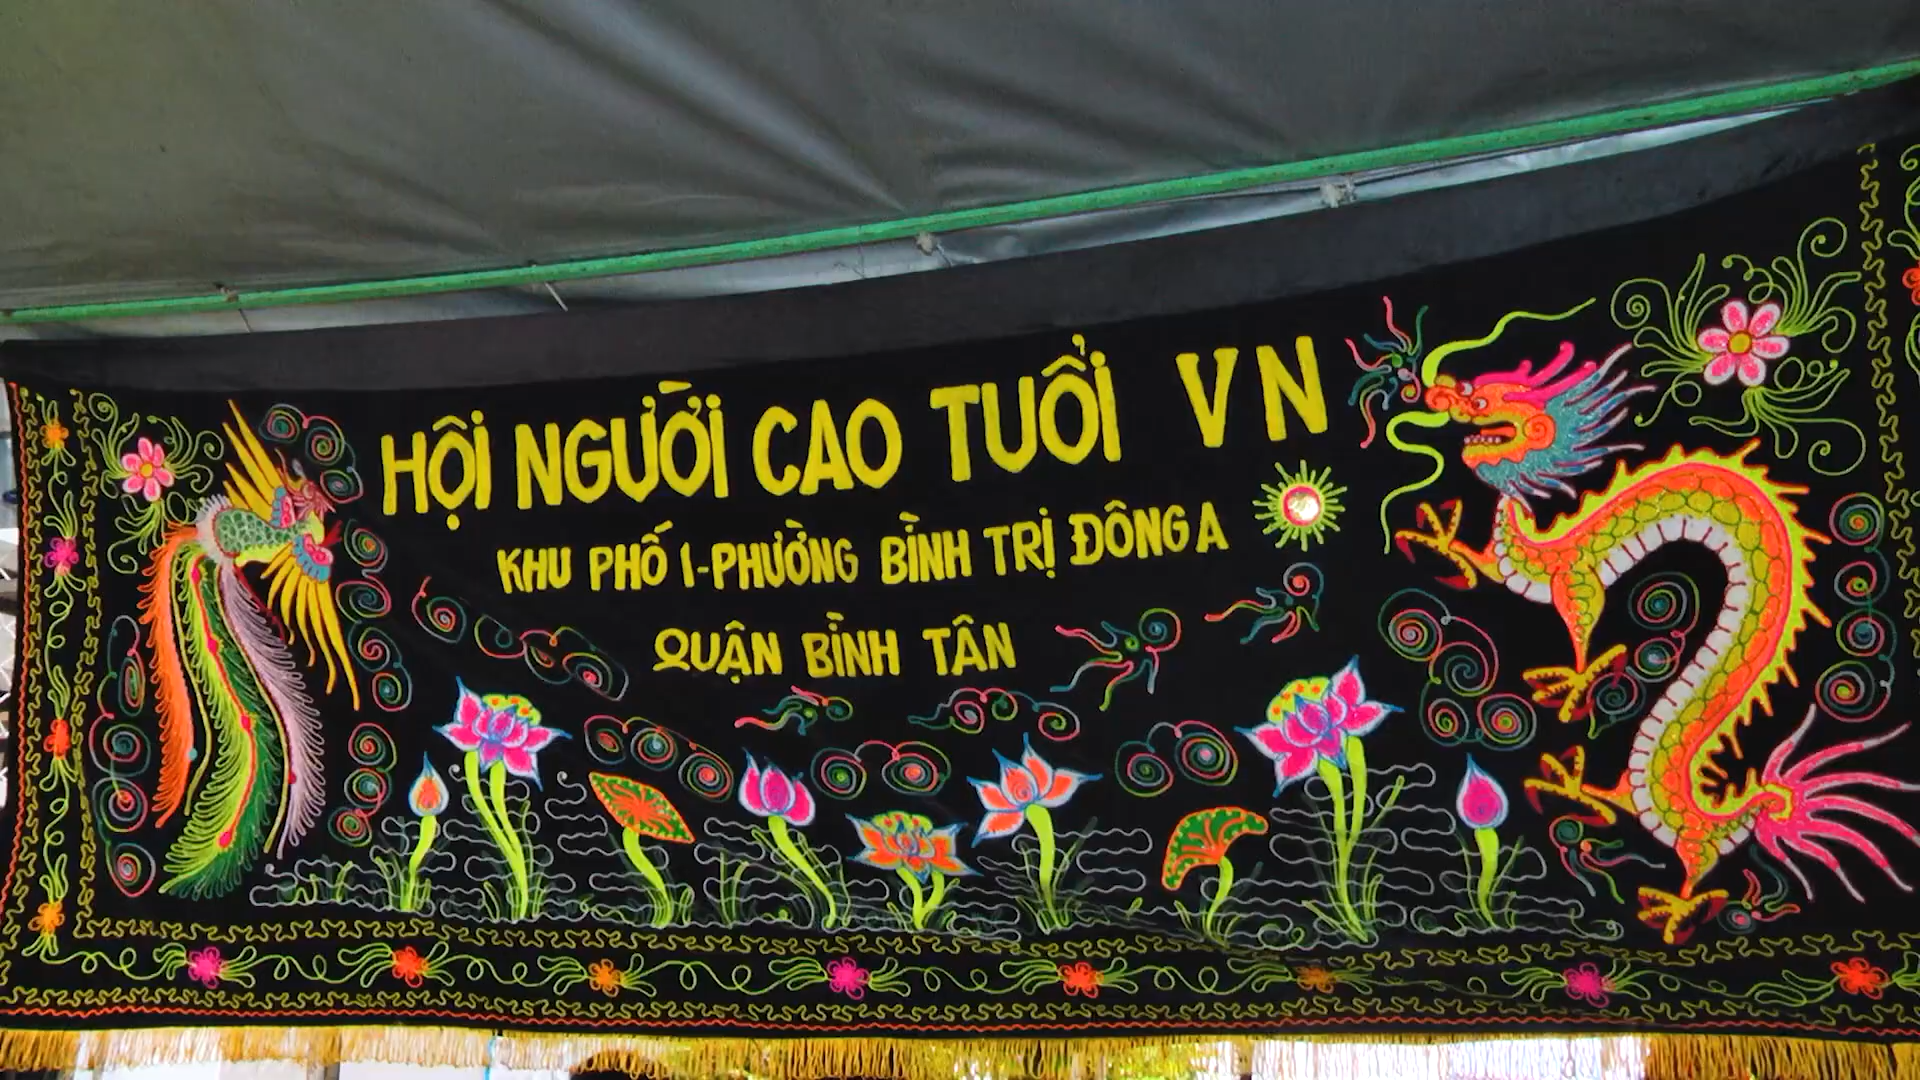 HỘI NGƯỜI CAO TUỔI VN
KHU PHỐ 1-PHƯỜNG BÌNH TRỊ ĐÔNG A
QUẬN BÌNH TÂN